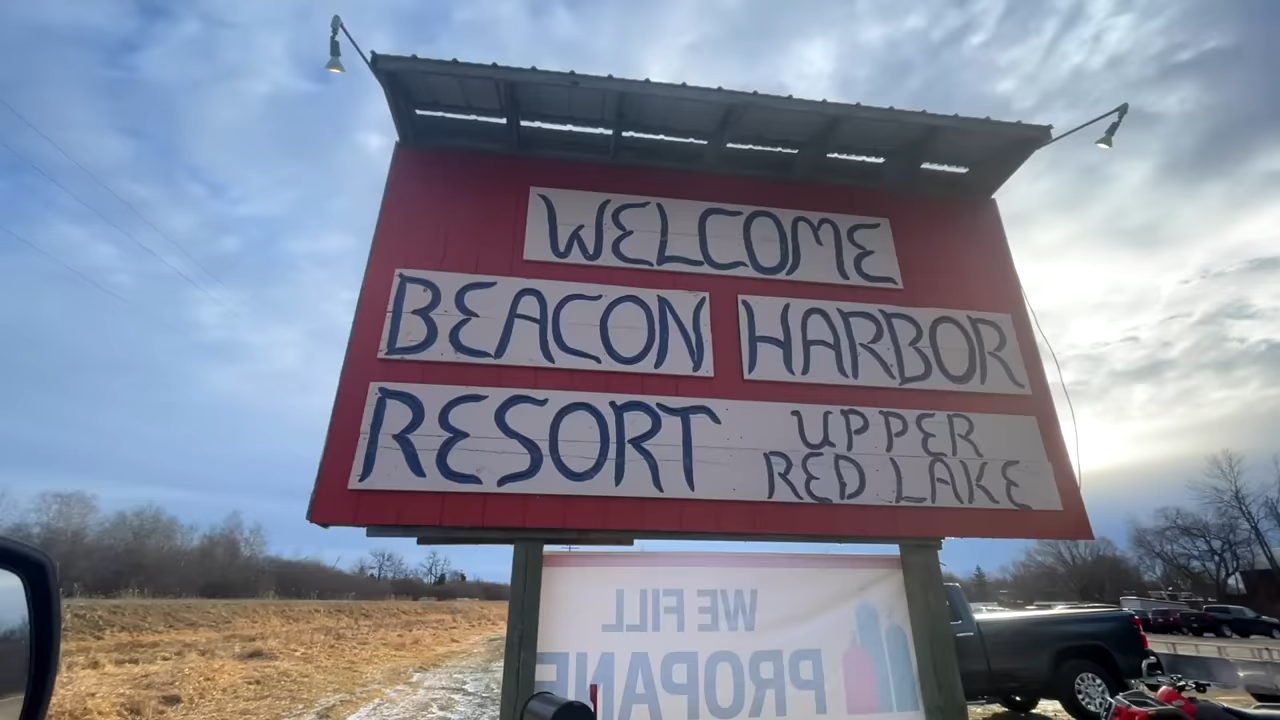 WELCOME
BEACON HARBOR
RESORT UPPER
RED LAKE
WE FILL
PROPANE